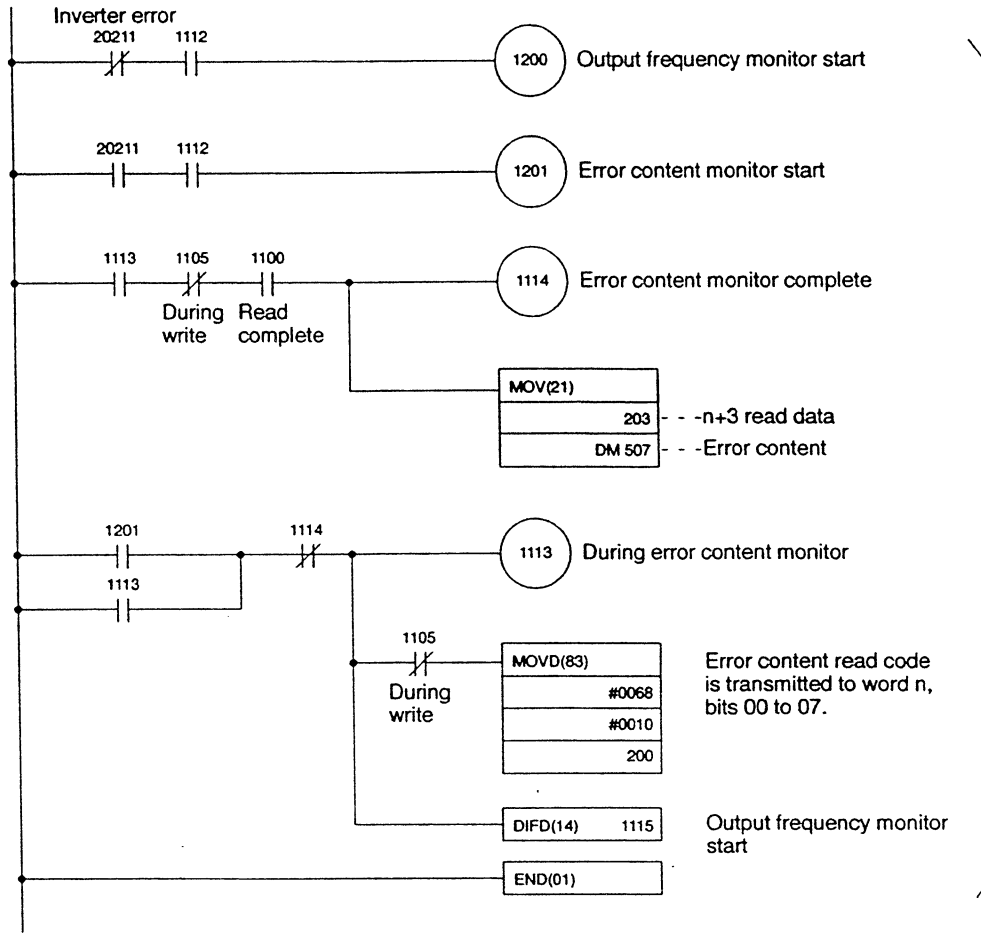 Inverter error
20211 1112
1200 Output frequency monitor start
20211 1112
1201 Error content monitor start
1113 1105 1100
1114 Error content monitor complete
During write
Read complete
MOV(21)
203 - - -n+3 read data
DM 507 - - -Error content
1201 1114
1113 During error content monitor
1113
1105
During write
MOVD(83)
#0068
#0010
200
Error content read code
is transmitted to word n,
bits 00 to 07.
DIFD(14) 1115
Output frequency monitor
start
END(01)